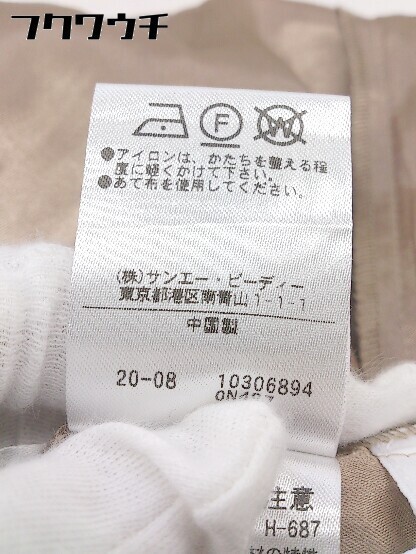 フクワウチ
F W
●アイロンは、かたちを整える程
度に軽くかけて下さい。
●あて布を使用してください。
(株)サンエー・ビーディー
東京都港区南青山1-1-1
中国製
20-08 10306894
注意
H-687